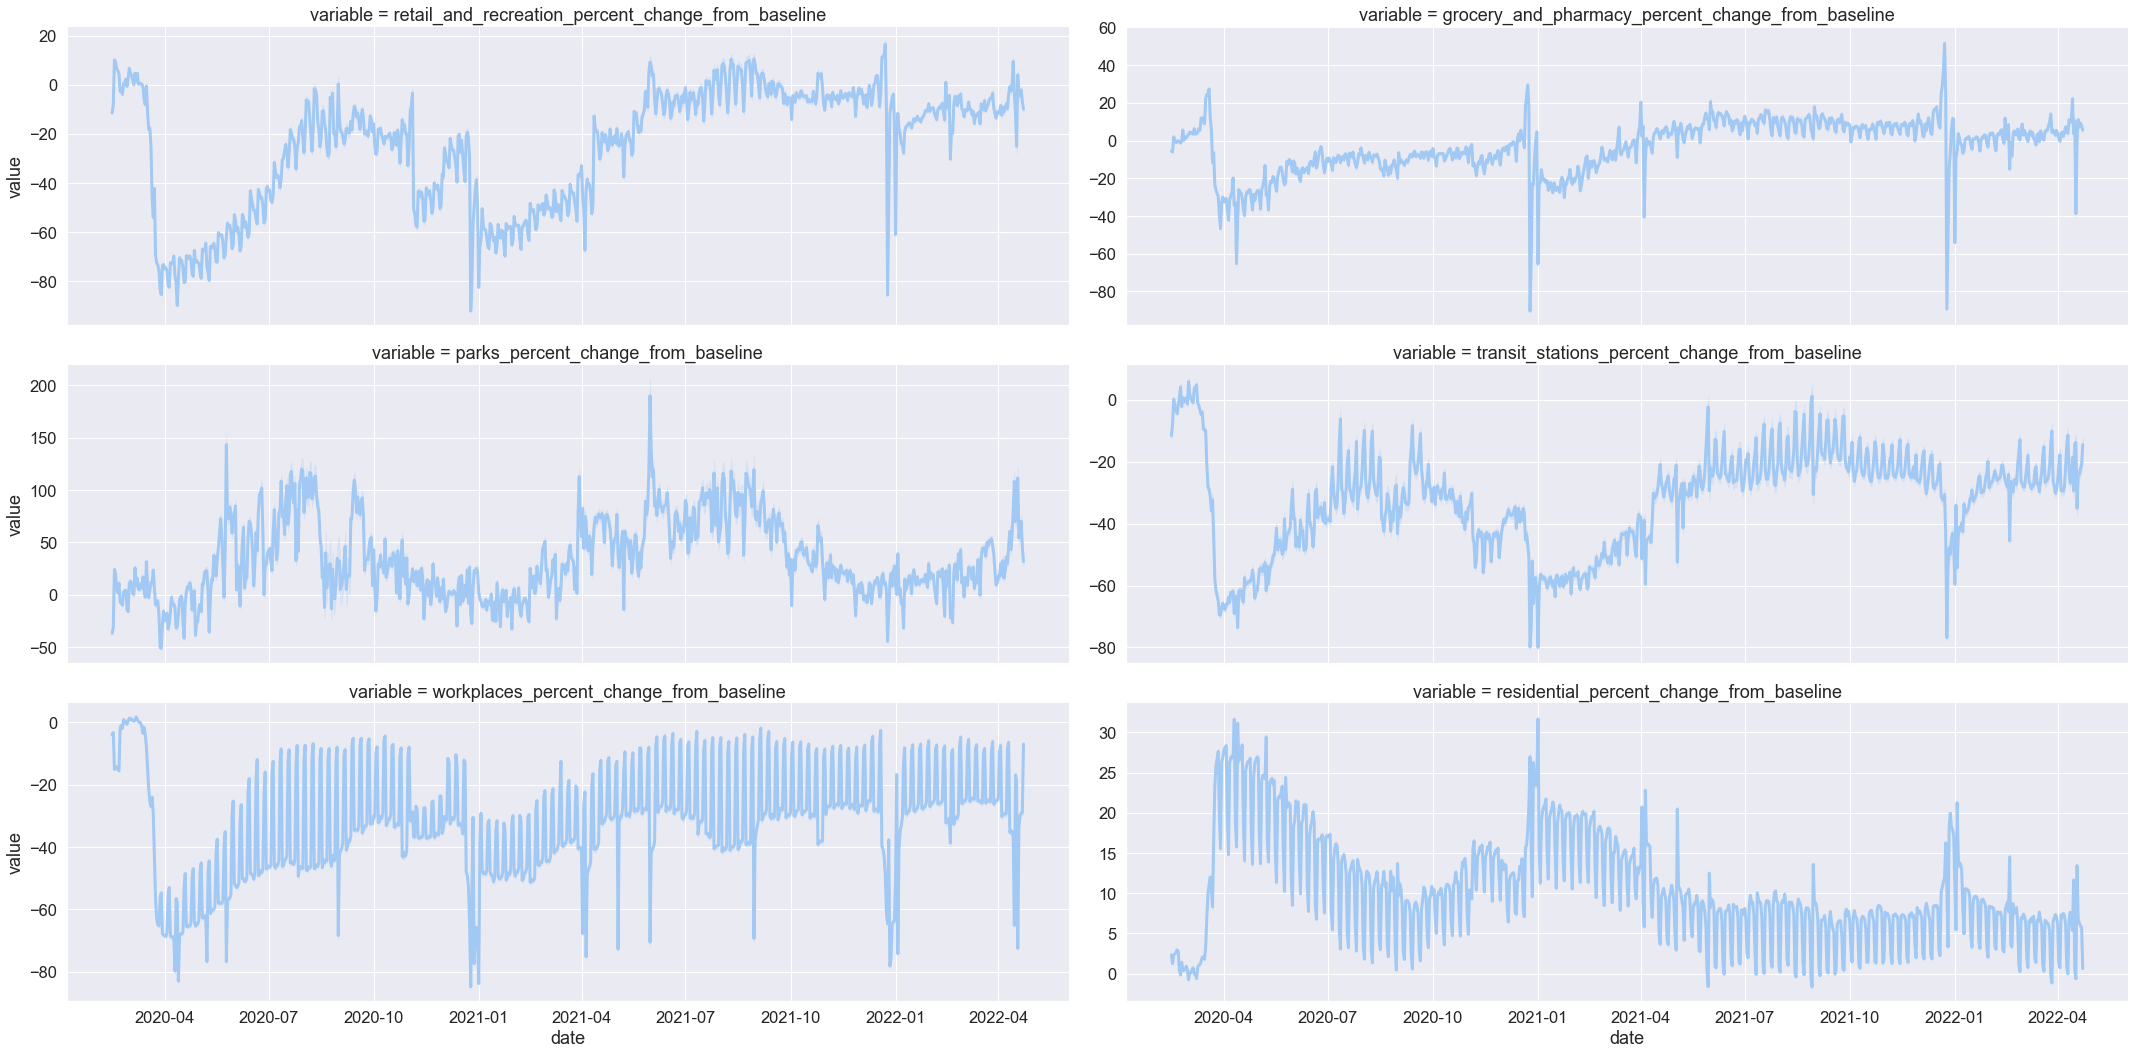 variable = retail_and_recreation_percent_change_from_baseline
20
0
−20
−40
−60
−80
value
variable = grocery_and_pharmacy_percent_change_from_baseline
60
40
20
0
−20
−40
−60
−80
variable = parks_percent_change_from_baseline
200
150
100
50
0
−50
value
variable = transit_stations_percent_change_from_baseline
0
−20
−40
−60
−80
variable = workplaces_percent_change_from_baseline
0
−20
−40
−60
−80
value
2020-04 2020-07 2020-10 2021-01 2021-04 2021-07 2021-10 2022-01 2022-04
date
variable = residential_percent_change_from_baseline
30
25
20
15
10
5
0
2020-04 2020-07 2020-10 2021-01 2021-04 2021-07 2021-10 2022-01 2022-04
date